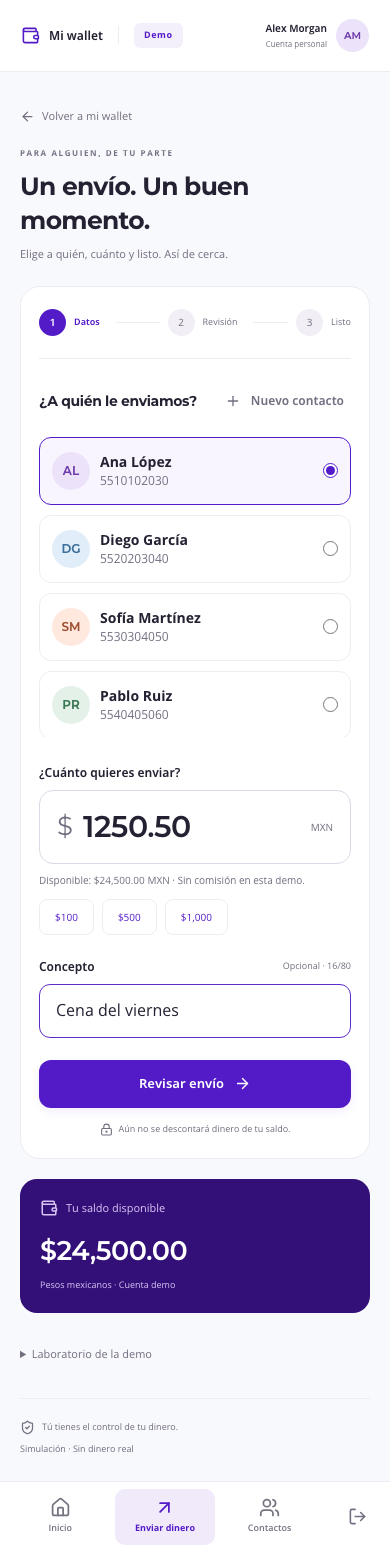 Mi wallet
Demo
Alex Morgan
Cuenta personal
AM
Volver a mi wallet
PARA ALGUIEN, DE TU PARTE
Un envío. Un buen
momento.
Elige a quién, cuánto y listo. Así de cerca.
1 Datos
2 Revisión
3 Listo
¿A quién le enviamos?
Nuevo contacto
AL
Ana López
5510102030
DG
Diego García
5520203040
SM
Sofía Martínez
5530304050
PR
Pablo Ruiz
5540405060
¿Cuánto quieres enviar?
$ 1250.50 MXN
Disponible: $24,500.00 MXN · Sin comisión en esta demo.
$100
$500
$1,000
Concepto
Opcional · 16/80
Cena del viernes
Revisar envío
Aún no se descontará dinero de tu saldo.
Tu saldo disponible
$24,500.00
Pesos mexicanos · Cuenta demo
Laboratorio de la demo
Tú tienes el control de tu dinero.
Simulación · Sin dinero real
Inicio
Enviar dinero
Contactos